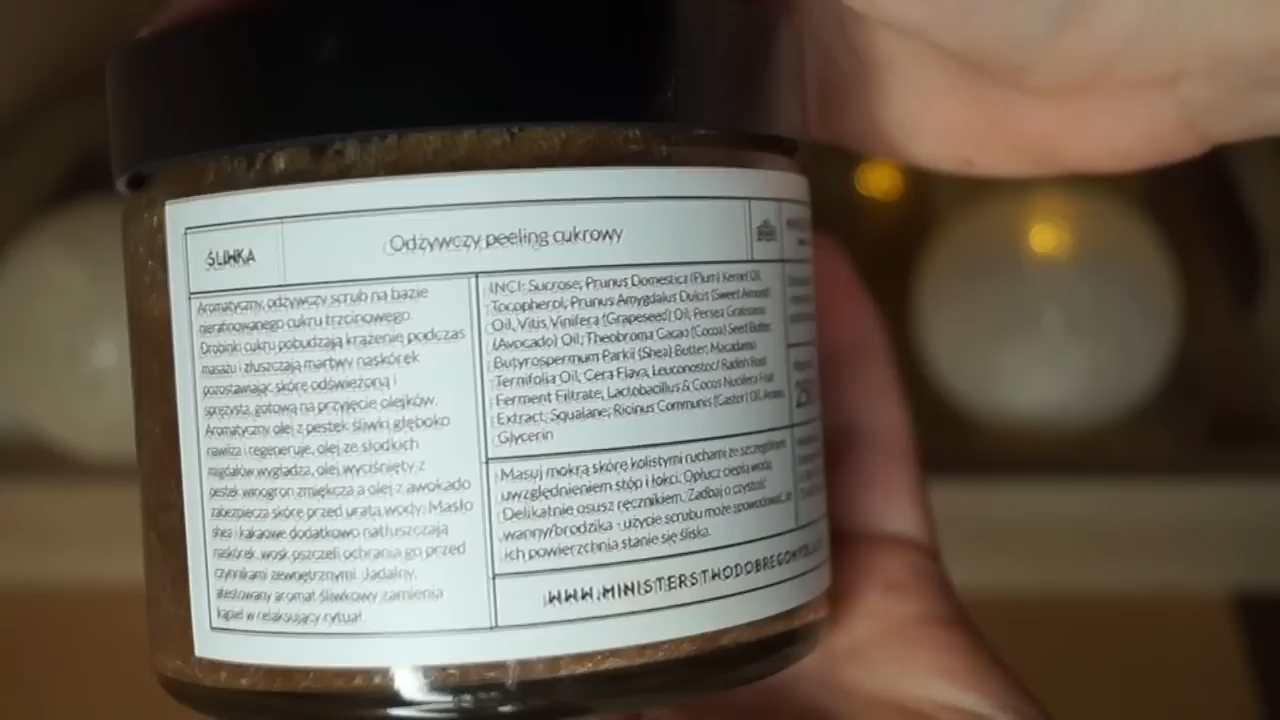 ŚLIWKA
Odżywczy peeling cukrowy
Aromatyczny, odżywczy scrub na bazie
nierafinowanego cukru trzcinowego.
Drobinki cukru pobudzają krążenie podczas
masażu i złuszczają martwy naskórek
pozostawiając skórę odświeżoną i
sprężystą, gotową na przyjęcie olejków.
Aromatyczny olej z pestek śliwki głęboko
nawilża i regeneruje, olej ze słodkich
migdałów wygładza, olej wyciśnięty z
pestek winogron zmiękcza a olej z awokado
zabezpiecza skórę przed utratą wody. Masło
shea i kakaowe dodatkowo natłuszczają
naskórek, wosk pszczeli ochrania go przed
czynnikami zewnętrznymi. Jadalny,
atestowany aromat śliwkowy zamienia
kąpiel w relaksujący rytuał.
INCI: Sucrose, Prunus Domestica (Plum) Kernel Oil,
Tocopherol, Prunus Amygdalus Dulcis (Sweet Almond)
Oil, Vitis Vinifera (Grapeseed) Oil, Persea Gratissima
(Avocado) Oil, Theobroma Cacao (Cocoa) Seed Butter,
Butyrospermum Parkii (Shea) Butter, Macadamia
Ternifolia Oil, Cera Flava, Leuconostoc/ Radish Root
Ferment Filtrate, Lactobacillus & Cocos Nucifera Fruit
Extract, Squalane, Ricinus Communis (Castor) Oil, Aroma
Glycerin
Masuj mokrą skórę kolistymi ruchami ze szczególnym
uwzględnieniem stóp i łokci. Opłucz ciepłą wodą.
Delikatnie osusz ręcznikiem. Zadbaj o czystość
wanny/brodzika - użycie scrubu może spowodować, że
ich powierzchnia stanie się śliska.
WWW.MINISTERSTWODOBREGOMYDLA